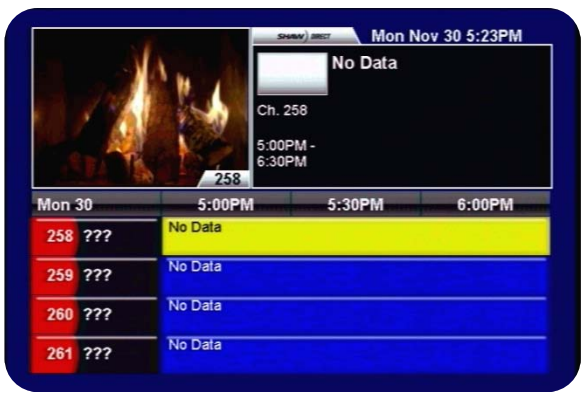 SHAW) DIRECT
Mon Nov 30 5:23PM
No Data
Ch. 258
5:00PM -
6:30PM
258
Mon 30 5:00PM 5:30PM 6:00PM
258 ??? No Data
259 ??? No Data
260 ??? No Data
261 ??? No Data